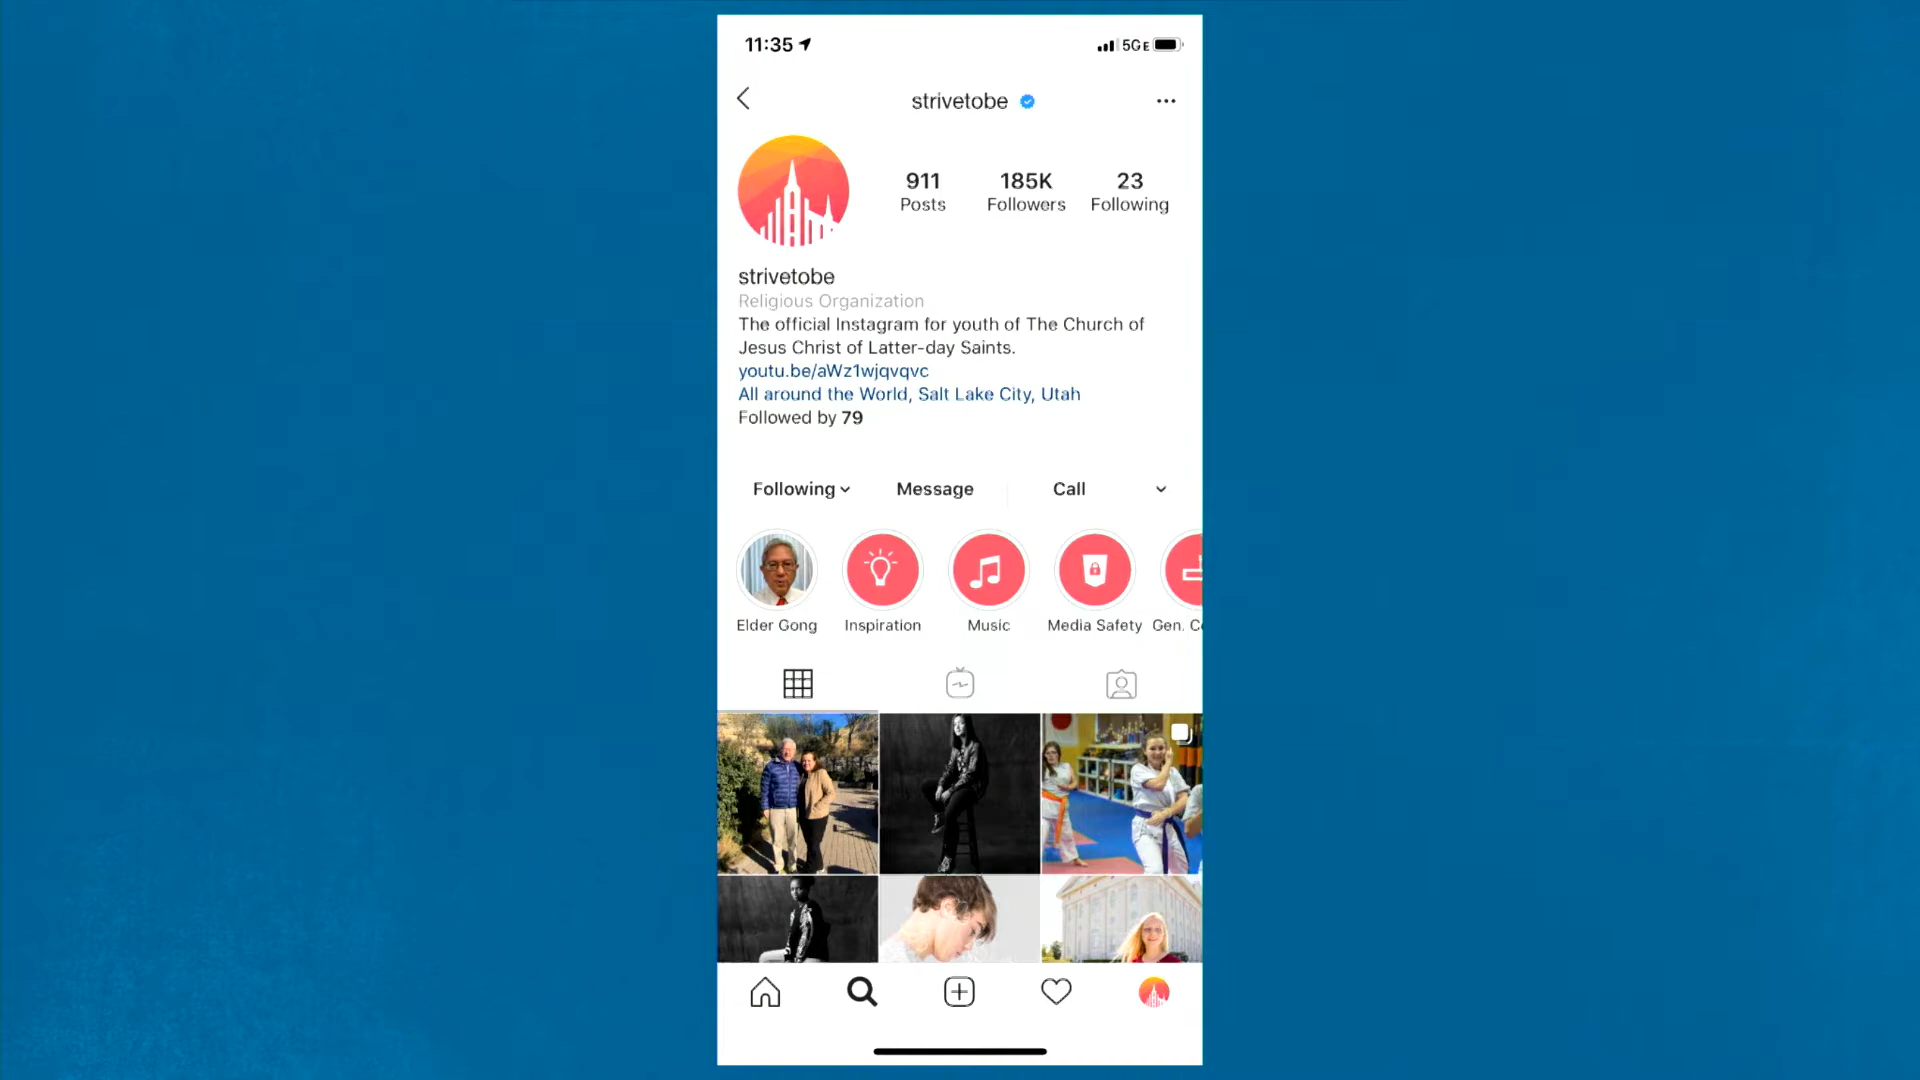 11:35
5GE
strivetobe
911
185K
23
Posts
Followers
Following
strivetobe
Religious Organization
The official Instagram for youth of The Church of
Jesus Christ of Latter-day Saints.
youtu.be/aWz1wjqvqvc
All around the World, Salt Lake City, Utah
Followed by 79
Following
Message
Call
Elder Gong
Inspiration
Music
Media Safety
Gen. C